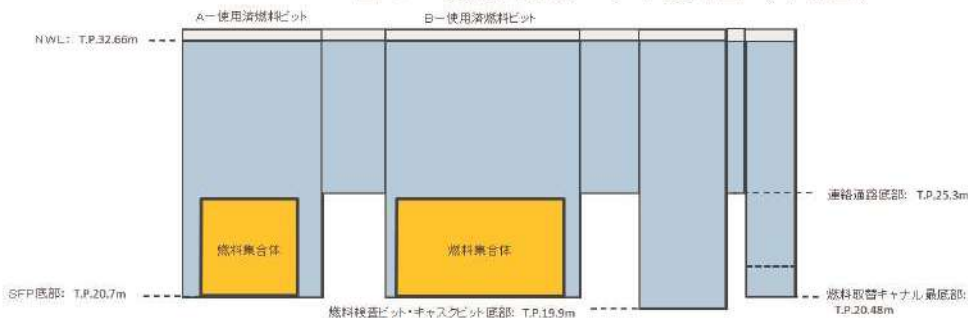 A－使用済燃料ピット
B－使用済燃料ピット
NWL: T.P.32.66m
連絡通路底部: T.P.25.3m
燃料集合体
燃料集合体
SFP底部: T.P.20.7m
燃料取替キャナル最底部:
T.P.20.48m
燃料検査ピット・キャスクピット底部: T.P.19.9m